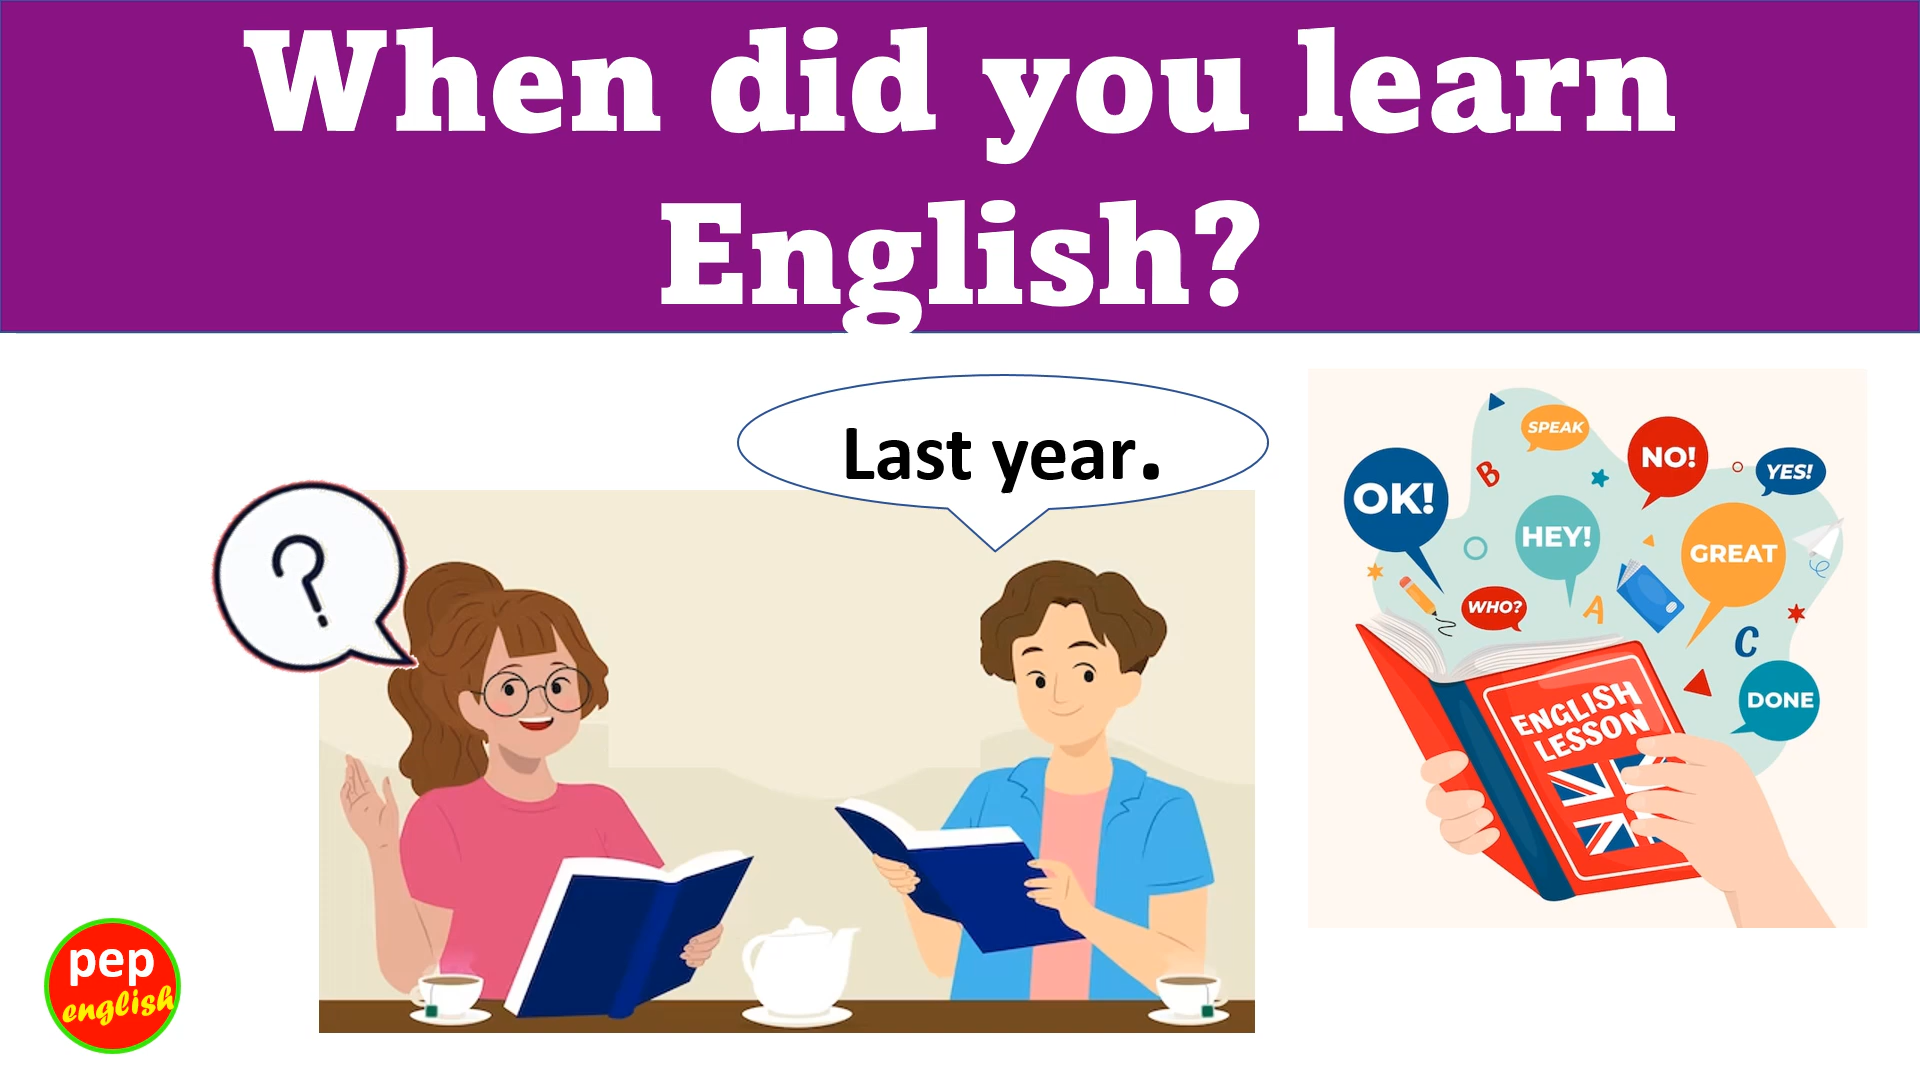 When did you learn
English?
Last year.
?
SPEAK
NO!
YES!
OK!
HEY!
GREAT
WHO?
B
A
C
DONE
ENGLISH
LESSON
pep
english